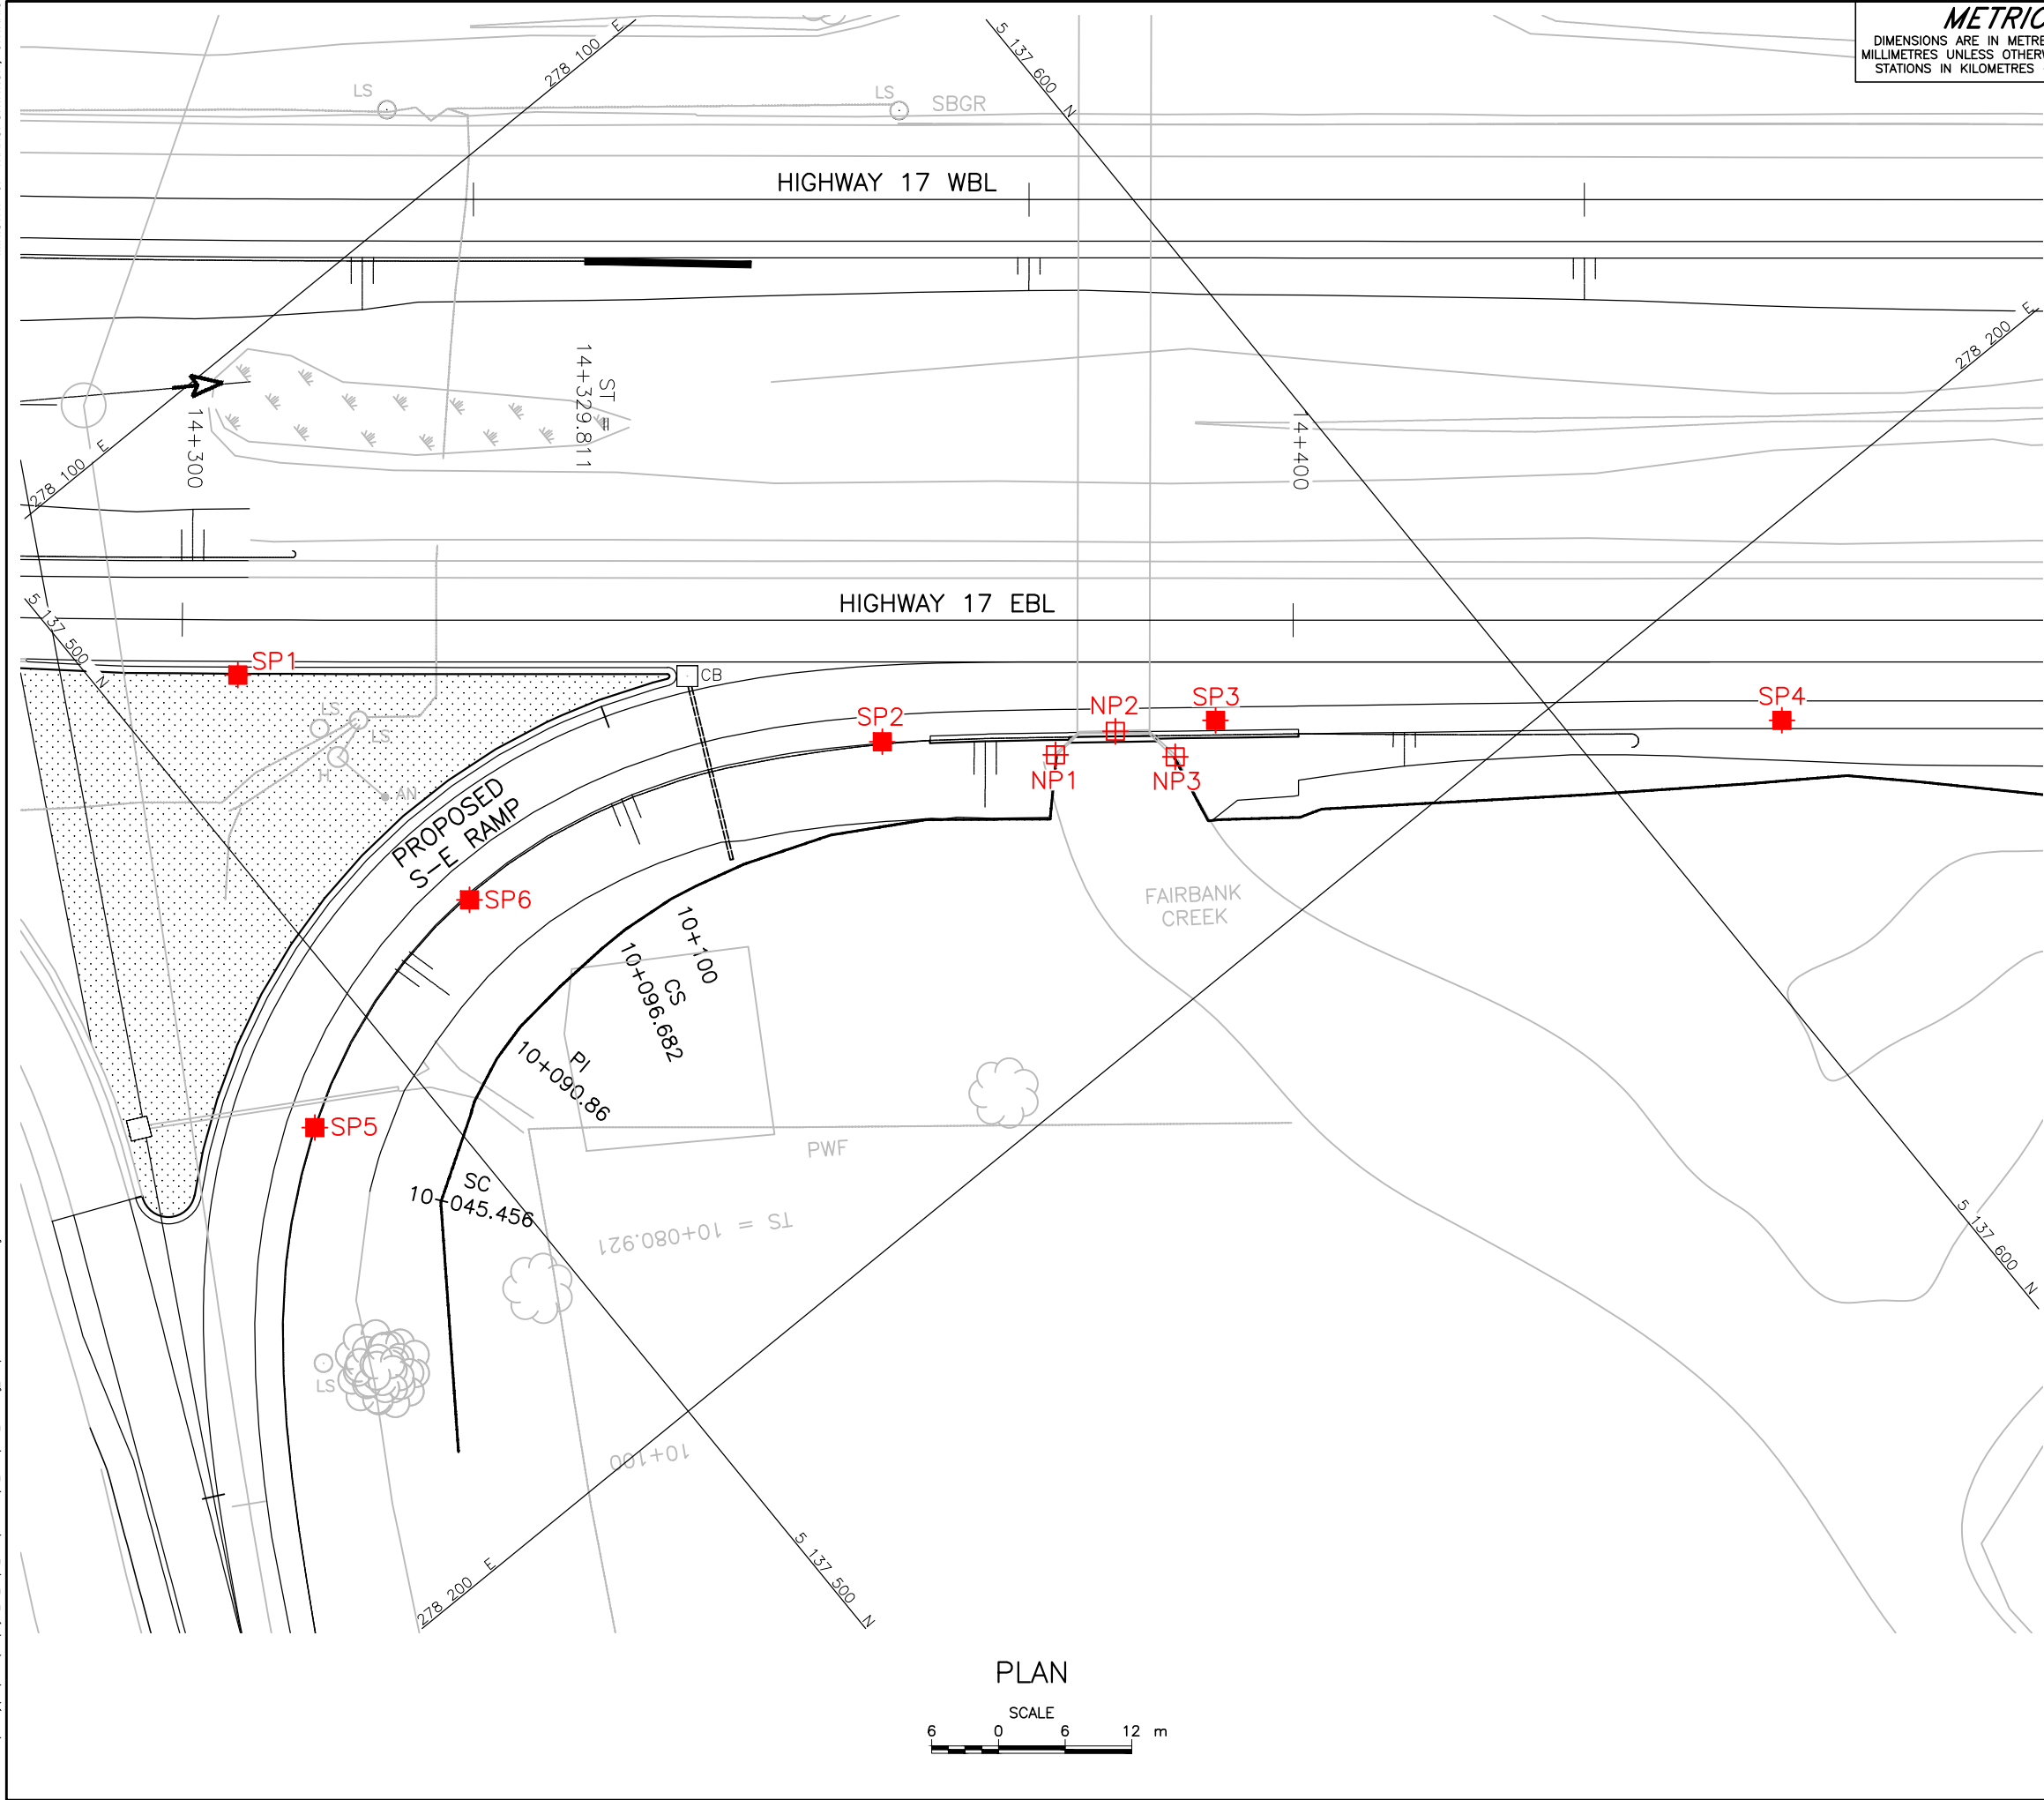 METRIC
DIMENSIONS ARE IN METRE
MILLIMETRES UNLESS OTHERW
STATIONS IN KILOMETRES
278 100 E
5 137 600 N
LS
LS
SBGR
HIGHWAY 17 WBL
278 200 E
ST =
14+329.811
14+300
14+400
278 100 E
HIGHWAY 17 EBL
5 137 500 N
SP1
CB
LS
LS
H
AN
SP2
NP2
SP3
SP4
NP1
NP3
PROPOSED
S-E RAMP
SP6
FAIRBANK
CREEK
10+100
CS
10+096.682
PI
10+090.86
SP5
PWF
SC
10+045.456
TS = 10+080.921
5 137 600 N
LS
10+100
278 200 E
5 137 500 N
PLAN
SCALE
6 0 6 12 m